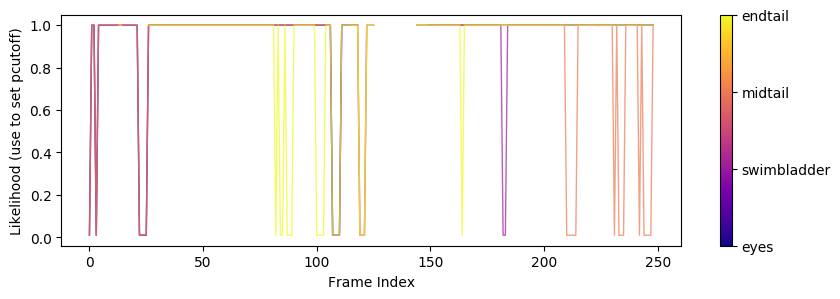 Likelihood (use to set pcutoff)
1.0
0.8
0.6
0.4
0.2
0.0
0
50
100
150
200
250
Frame Index
endtail
midtail
swimbladder
eyes